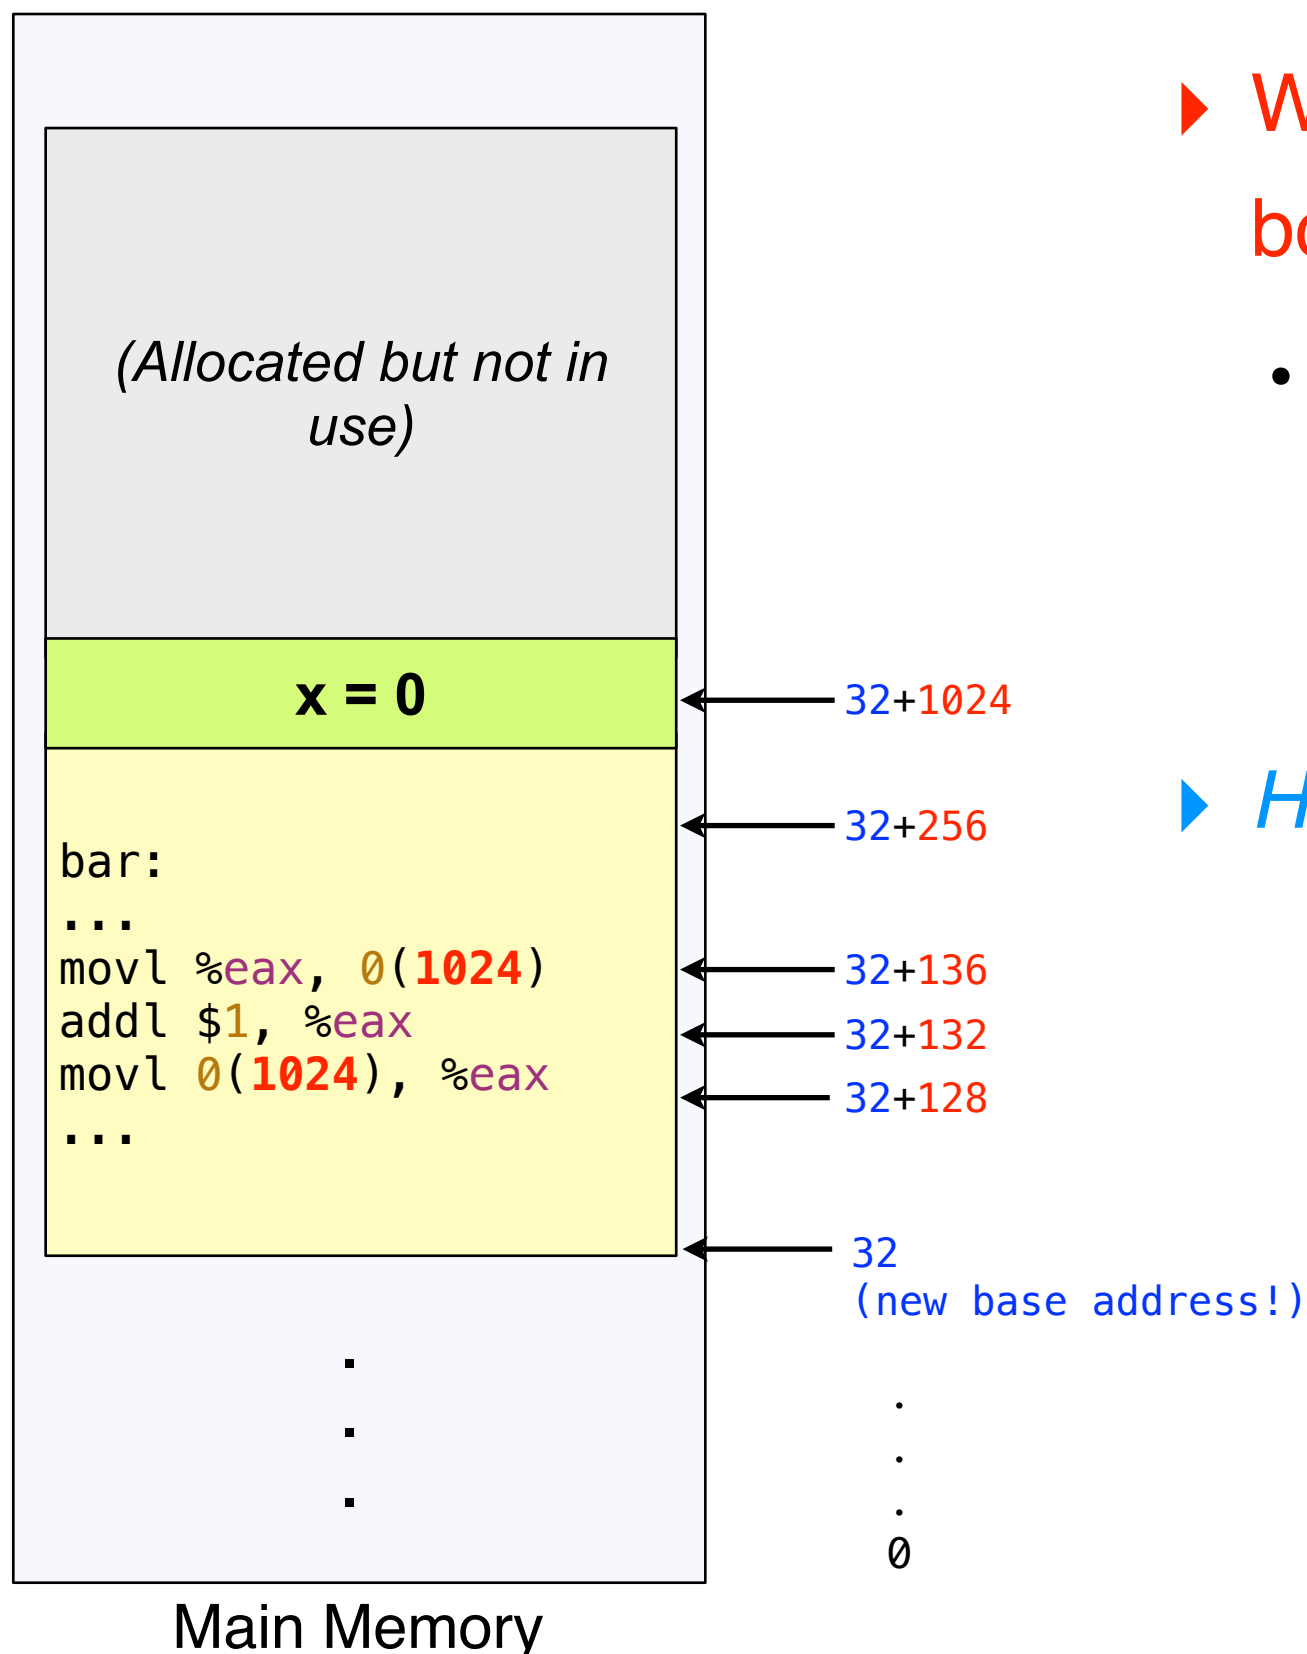 (Allocated but not in
use)
x = 0
bar:
...
movl %eax, 0(1024)
addl $1, %eax
movl 0(1024), %eax
...
.
.
.
Main Memory
32+1024
32+256
32+136
32+132
32+128
32
(new base address!)
.
.
.
0
•